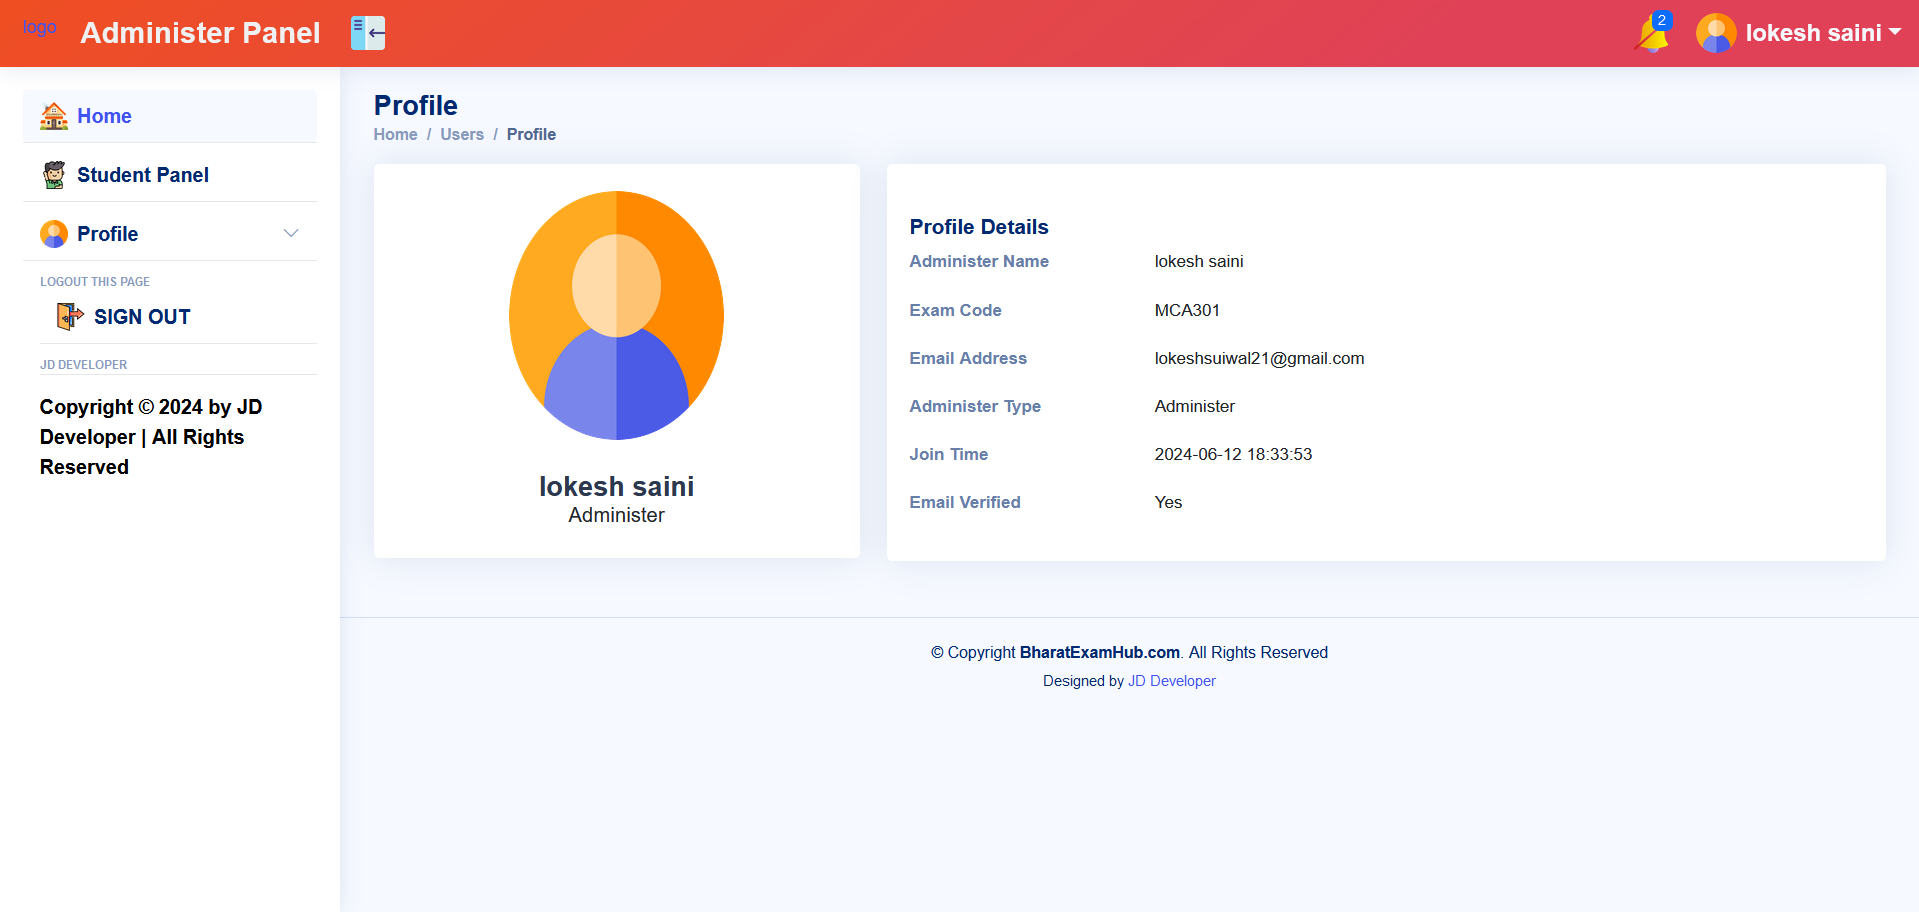 logo
Administer Panel
2
lokesh saini
Home
Student Panel
Profile
LOGOUT THIS PAGE
SIGN OUT
JD DEVELOPER
Copyright © 2024 by JD
Developer | All Rights
Reserved
Profile
Home / Users / Profile
lokesh saini
Administer
Profile Details
Administer Name lokesh saini
Exam Code MCA301
Email Address lokeshsuiwal21@gmail.com
Administer Type Administer
Join Time 2024-06-12 18:33:53
Email Verified Yes
© Copyright BharatExamHub.com. All Rights Reserved
Designed by JD Developer